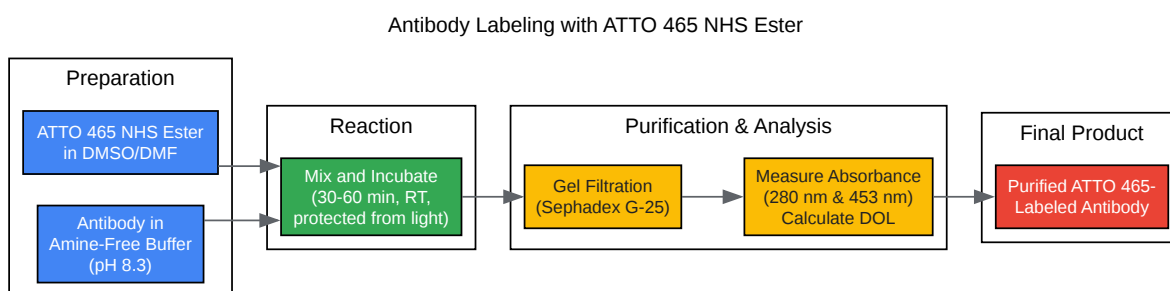 Antibody Labeling with ATTO 465 NHS Ester
Preparation
ATTO 465 NHS Ester
in DMSO/DMF
Antibody in
Amine-Free Buffer
(pH 8.3)
Reaction
Mix and Incubate
(30-60 min, RT,
protected from light)
Purification & Analysis
Gel Filtration
(Sephadex G-25)
Measure Absorbance
(280 nm & 453 nm)
Calculate DOL
Final Product
Purified ATTO 465-
Labeled Antibody